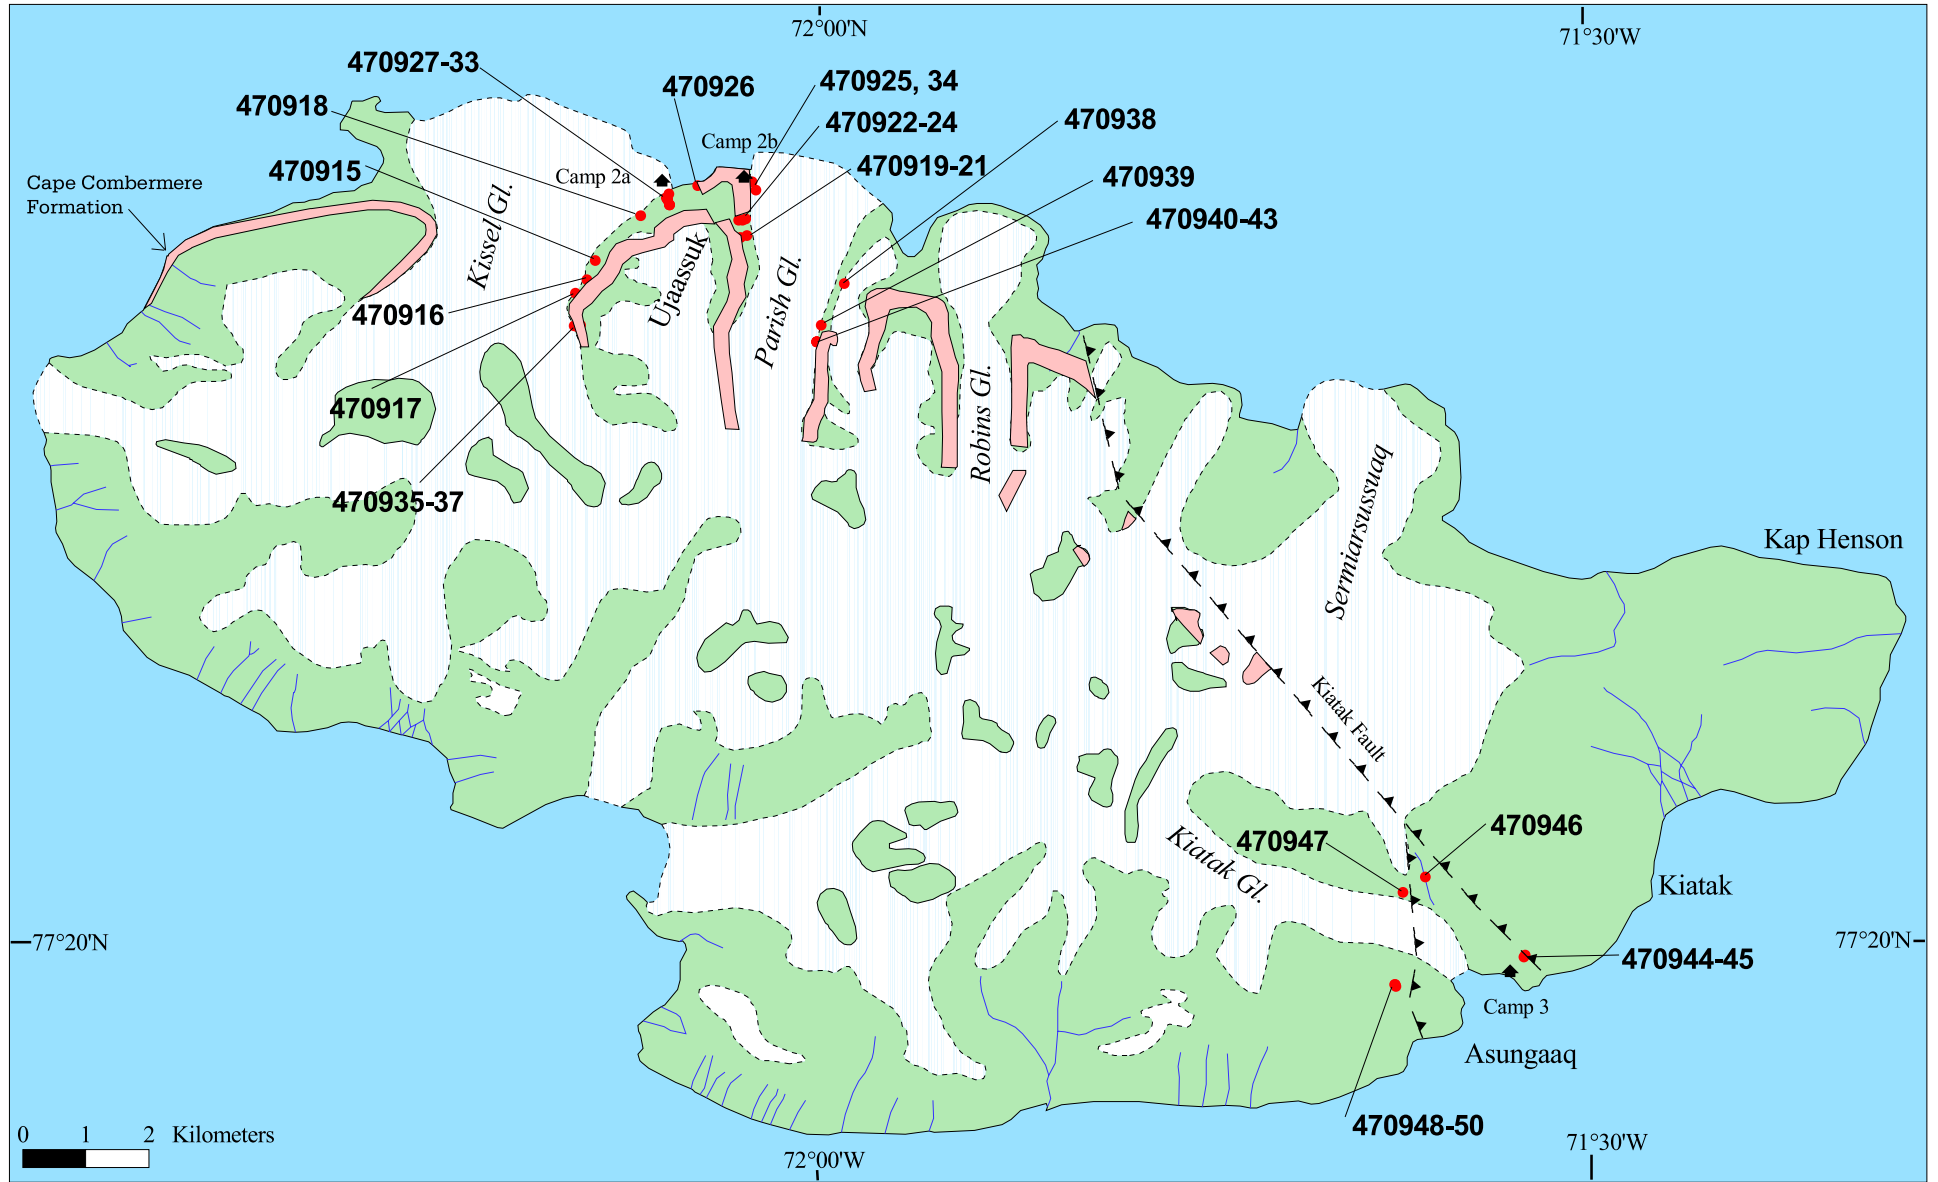 72°00'N
71°30'W
470927-33
470926
470925, 34
470918
470922-24
470938
Camp 2b
470919-21
470915
Camp 2a
470939
Cape Combermere
Formation
470940-43
Kissel Gl.
Ujaassuk
Parish Gl.
470916
470917
Robins Gl.
470935-37
Sermiarsussuaq
Kap Henson
Kiatak Fault
470947
470946
Kiatak Gl.
Kiatak
77°20'N
77°20'N
470944-45
Camp 3
Asungaaq
470948-50
0 1 2 Kilometers
72°00'W
71°30'W